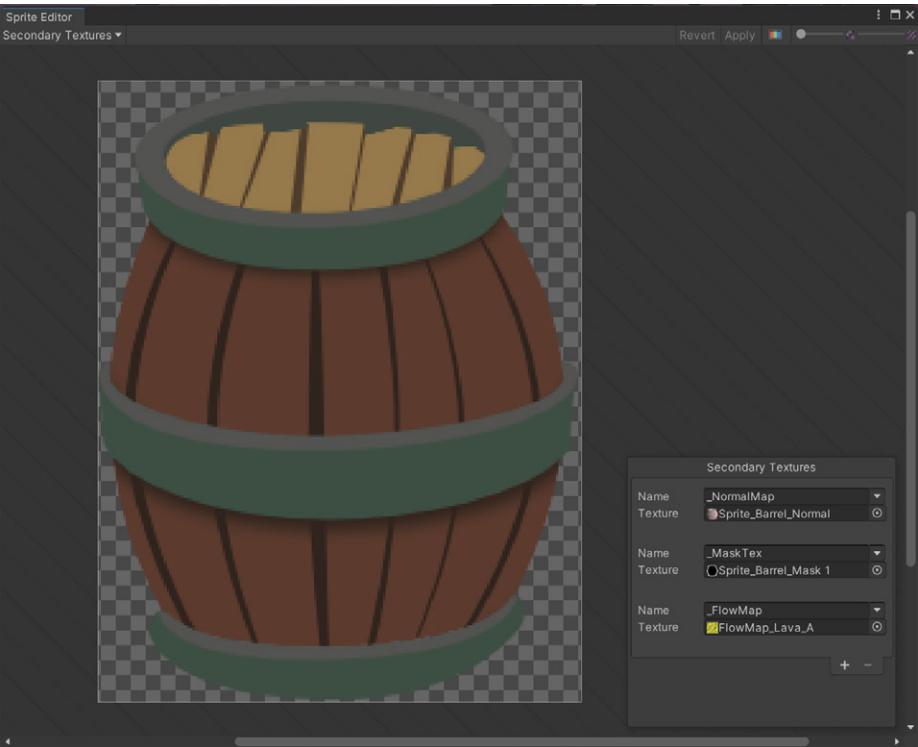 Sprite Editor
Secondary Textures
Revert Apply
Secondary Textures
Name _NormalMap
Texture Sprite_Barrel_Normal
Name _MaskTex
Texture Sprite_Barrel_Mask 1
Name _FlowMap
Texture FlowMap_Lava_A